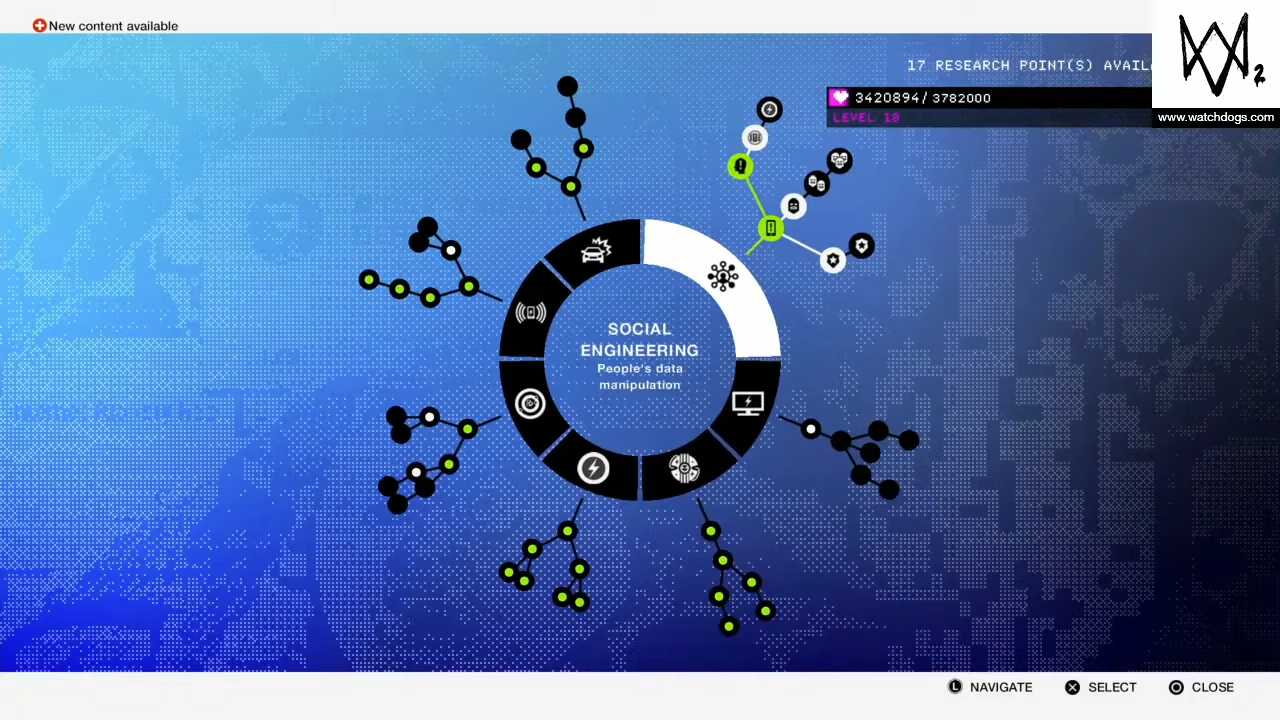 New content available
17 RESEARCH POINT(S) AVAIL
3420894/3782000
LEVEL 18
2
www.watchdogs.com
SOCIAL
ENGINEERING
People's data
manipulation
L NAVIGATE
SELECT
CLOSE